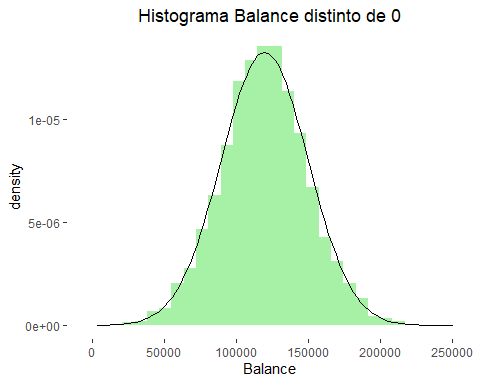 Histograma Balance distinto de 0
density
1e-05
5e-06
0e+00
0 50000 100000 150000 200000 250000
Balance